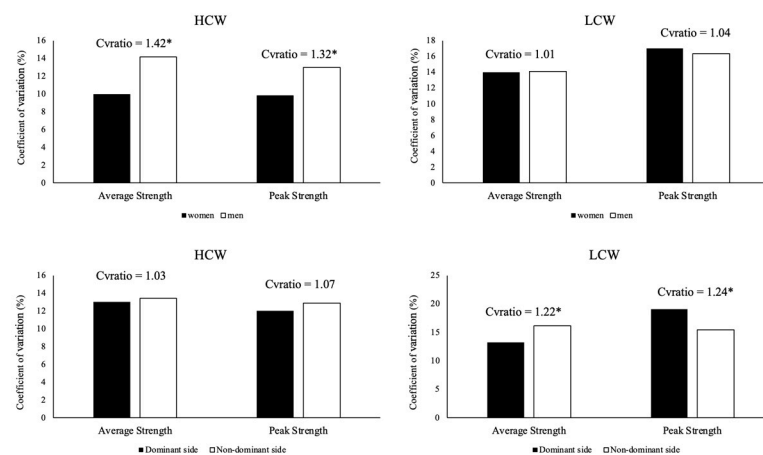 HCW
Coefficient of variation (%)
16
14
12
10
8
6
4
2
0
Cvratio = 1.42*
Cvratio = 1.32*
Average Strength
Peak Strength
women
men
LCW
Coefficient of variation (%)
18
16
14
12
10
8
6
4
2
0
Cvratio = 1.01
Cvratio = 1.04
Average Strength
Peak Strength
women
men
HCW
Coefficient of variation (%)
16
14
12
10
8
6
4
2
0
Cvratio = 1.03
Cvratio = 1.07
Average Strength
Peak Strength
Dominant side
Non-dominant side
LCW
Coefficient of variation (%)
25
20
15
10
5
0
Cvratio = 1.22*
Cvratio = 1.24*
Average Strength
Peak Strength
Dominant side
Non-dominant side